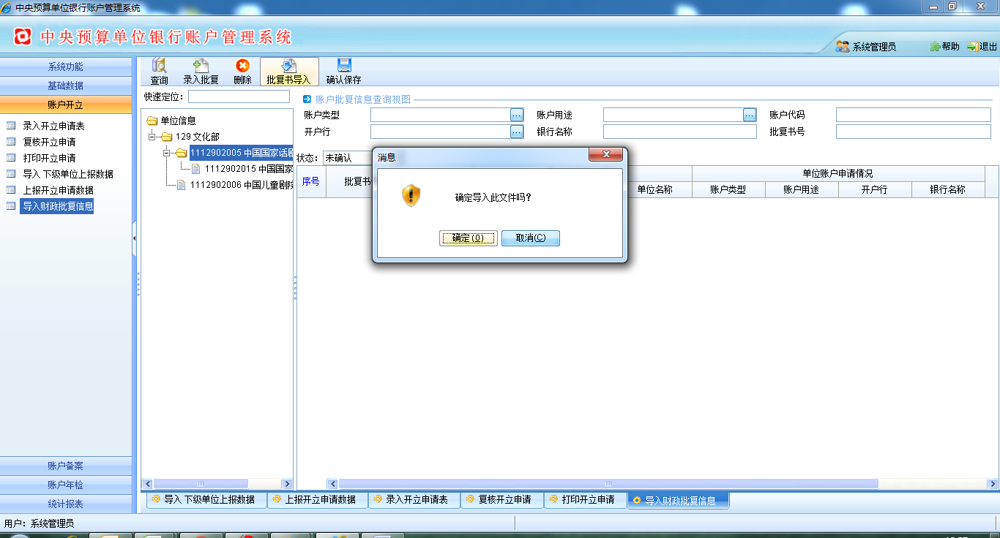 中央预算单位银行账户管理系统
中央预算单位银行账户管理系统
系统管理员 帮助 退出
系统功能
基础数据
账户开立
录入开立申请表
复核开立申请
打印开立申请
导入下级单位上报数据
上报开立申请数据
导入财政批复信息
账户备案
账户年检
统计报表
查询 录入批复 删除 批复书导入 确认保存
快速定位：
单位信息
129 文化部
1112902005 中国国家话剧
1112902015 中国国家
1112902006 中国儿童剧院
账户批复信息查询视图
账户类型 账户用途 账户代码
开户行 银行名称 批复书号
状态： 未确认
序号 批复书 单位账户申请情况
单位名称 账户类型 账户用途 开户行 银行名称
消息
确定导入此文件吗?
确定(O) 取消(C)
导入下级单位上报数据 上报开立申请数据 录入开立申请表 复核开立申请 打印开立申请 导入财政批复信息
用户：系统管理员